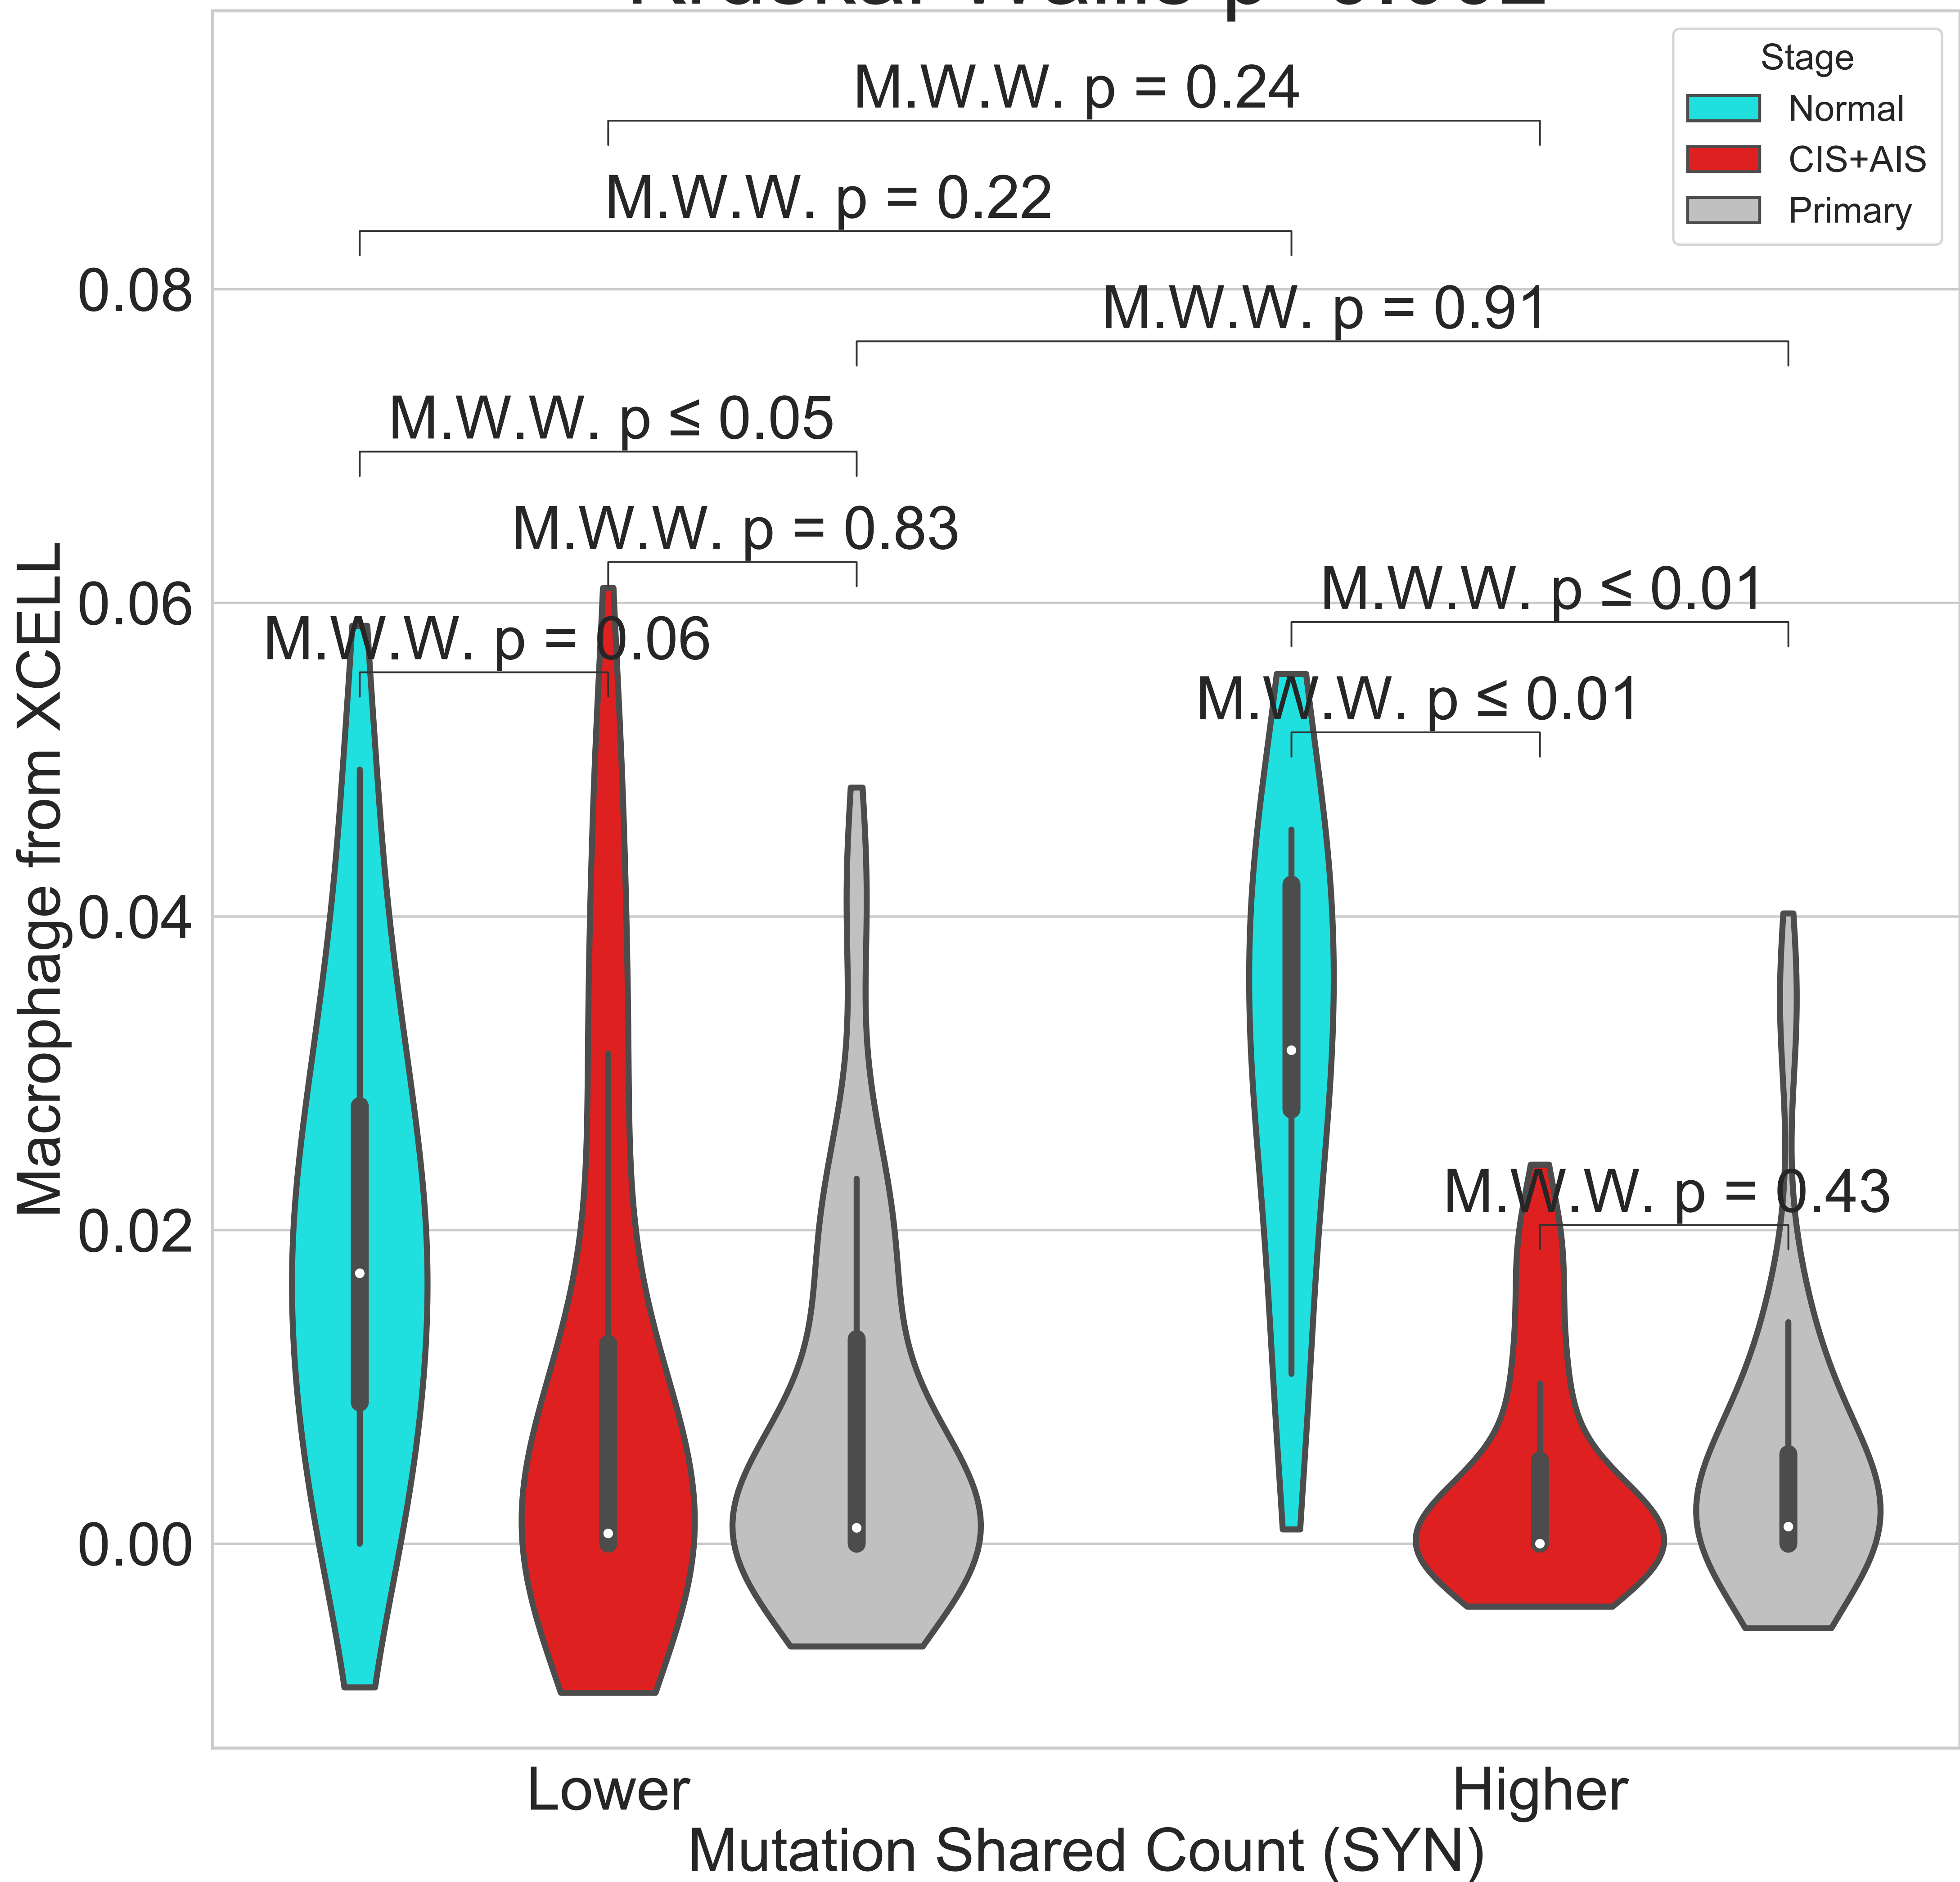 Stage
Normal
CIS+AIS
Primary
M.W.W. p = 0.24
M.W.W. p = 0.22
M.W.W. p = 0.91
M.W.W. p ≤ 0.05
M.W.W. p = 0.83
M.W.W. p = 0.06
M.W.W. p ≤ 0.01
M.W.W. p ≤ 0.01
M.W.W. p = 0.43
Macrophage from XCELL
0.08
0.06
0.04
0.02
0.00
Lower
Higher
Mutation Shared Count (SYN)